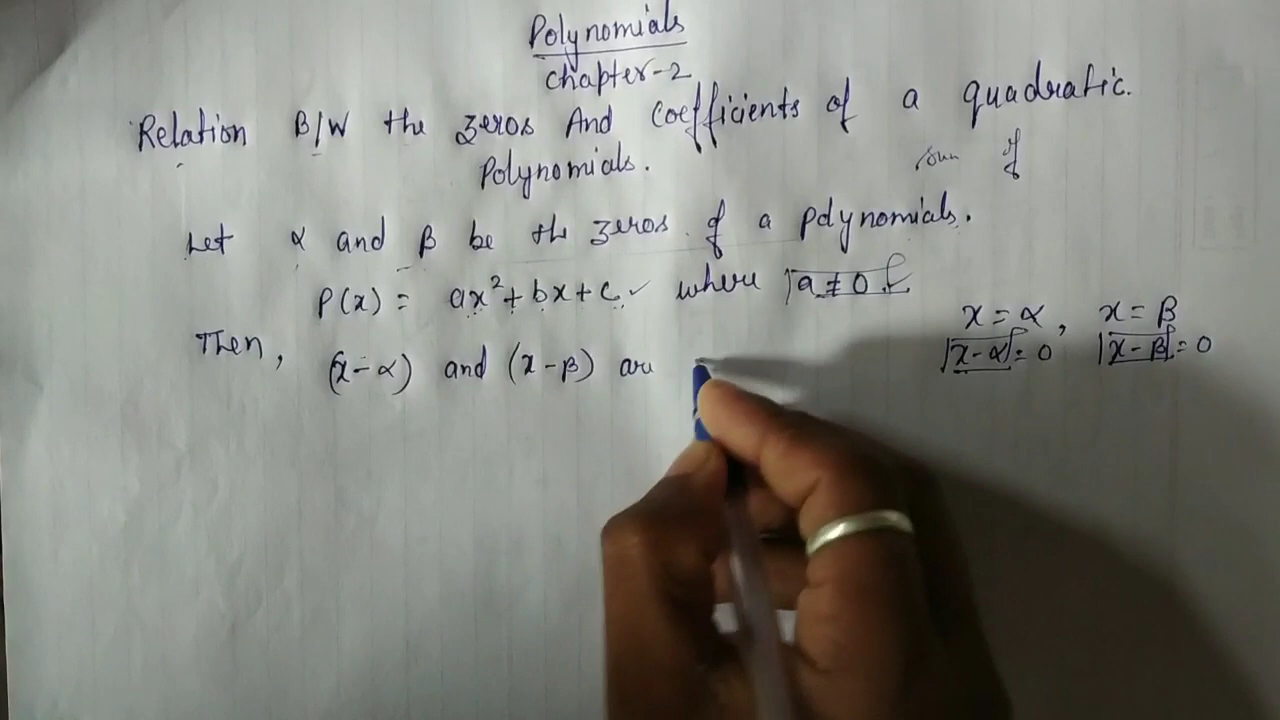 Polynomials
chapter-2
Relation B/W the zeros And Coefficients of a quadratic.
Polynomials.
sum of
Let α and β be the zeros of a Polynomials.
P(x) = ax²+bx+c ✓ where a≠0.
x = α, x = β
x-α = 0 x-β = 0
Then, (x-α) and (x-β) are